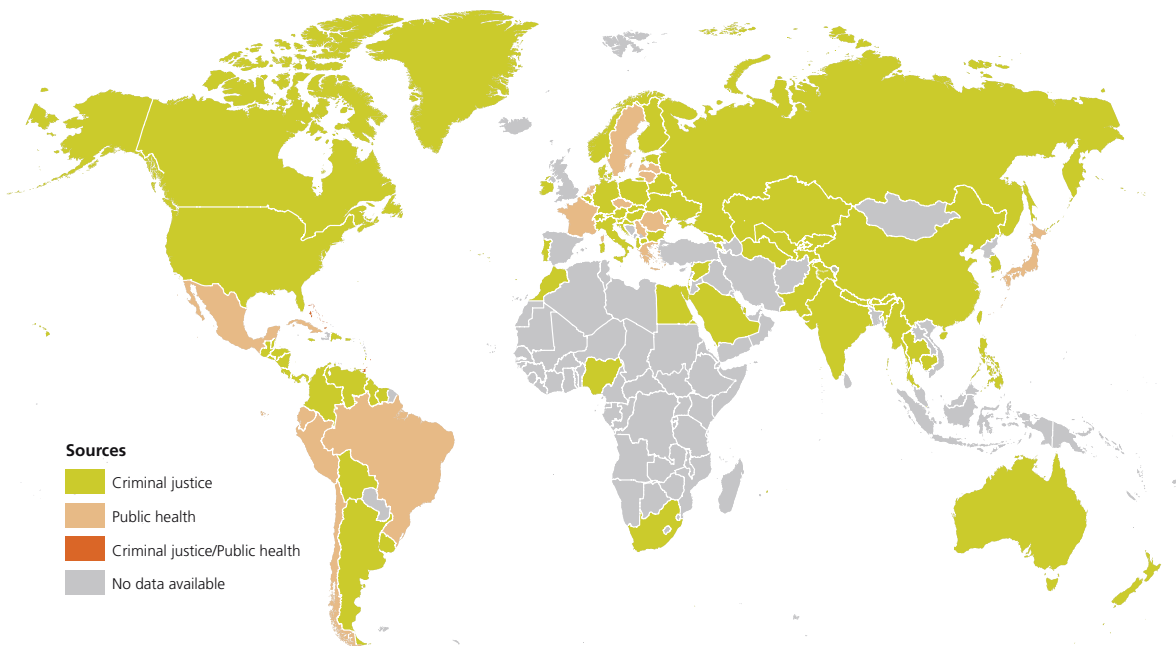 Sources
Criminal justice
Public health
Criminal justice/Public health
No data available